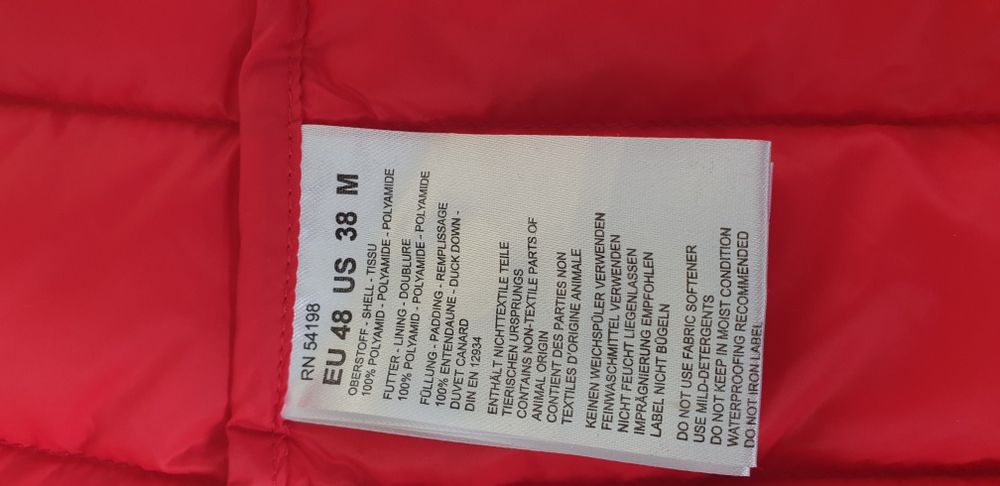 RN 54198
EU 48 US 38 M
OBERSTOFF - SHELL - TISSU
100% POLYAMID - POLYAMIDE - POLYAMIDE
FUTTER - LINING - DOUBLURE
100% POLYAMID - POLYAMIDE - POLYAMIDE
FÜLLUNG - PADDING - REMPLISSAGE
100% ENTENDAUNE - DUCK DOWN -
DUVET CANARD
DIN EN 12934
ENTHÄLT NICHTTEXTILE TEILE
TIERISCHEN URSPRUNGS
CONTAINS NON-TEXTILE PARTS OF
ANIMAL ORIGIN
CONTIENT DES PARTIES NON
TEXTILES D'ORIGINE ANIMALE
KEINEN WEICHSPÜLER VERWENDEN
FEINWASCHMITTEL VERWENDEN
NICHT FEUCHT LIEGENLASSEN
IMPRÄGNIERUNG EMPFOHLEN
LABEL NICHT BÜGELN
DO NOT USE FABRIC SOFTENER
USE MILD-DETERGENTS
DO NOT KEEP IN MOIST CONDITION
WATERPROOFING RECOMMENDED
DO NOT IRON LABEL